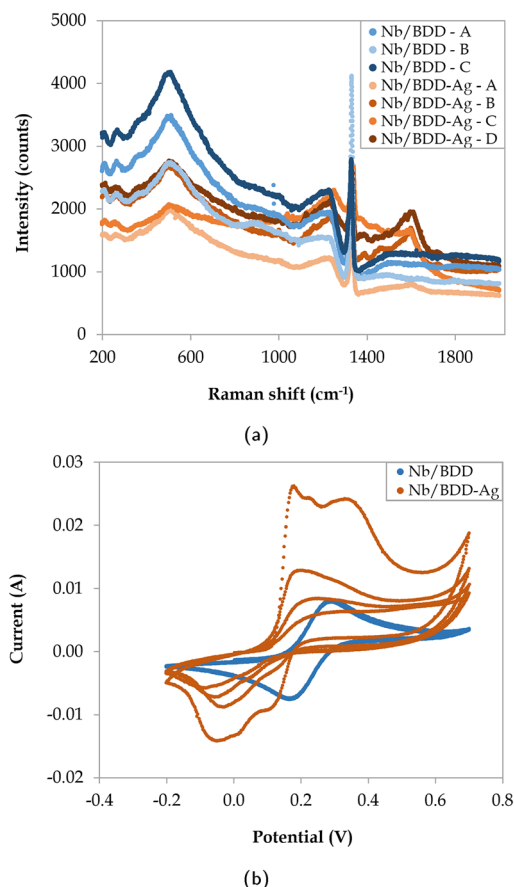 5000
4000
3000
2000
1000
0
Intensity (counts)
Nb/BDD - A
Nb/BDD - B
Nb/BDD - C
Nb/BDD-Ag - A
Nb/BDD-Ag - B
Nb/BDD-Ag - C
Nb/BDD-Ag - D
200 600 1000 1400 1800
Raman shift (cm⁻¹)
(a)
0.03
0.02
0.01
0.00
-0.01
-0.02
Current (A)
Nb/BDD
Nb/BDD-Ag
-0.4 -0.2 0.0 0.2 0.4 0.6 0.8
Potential (V)
(b)